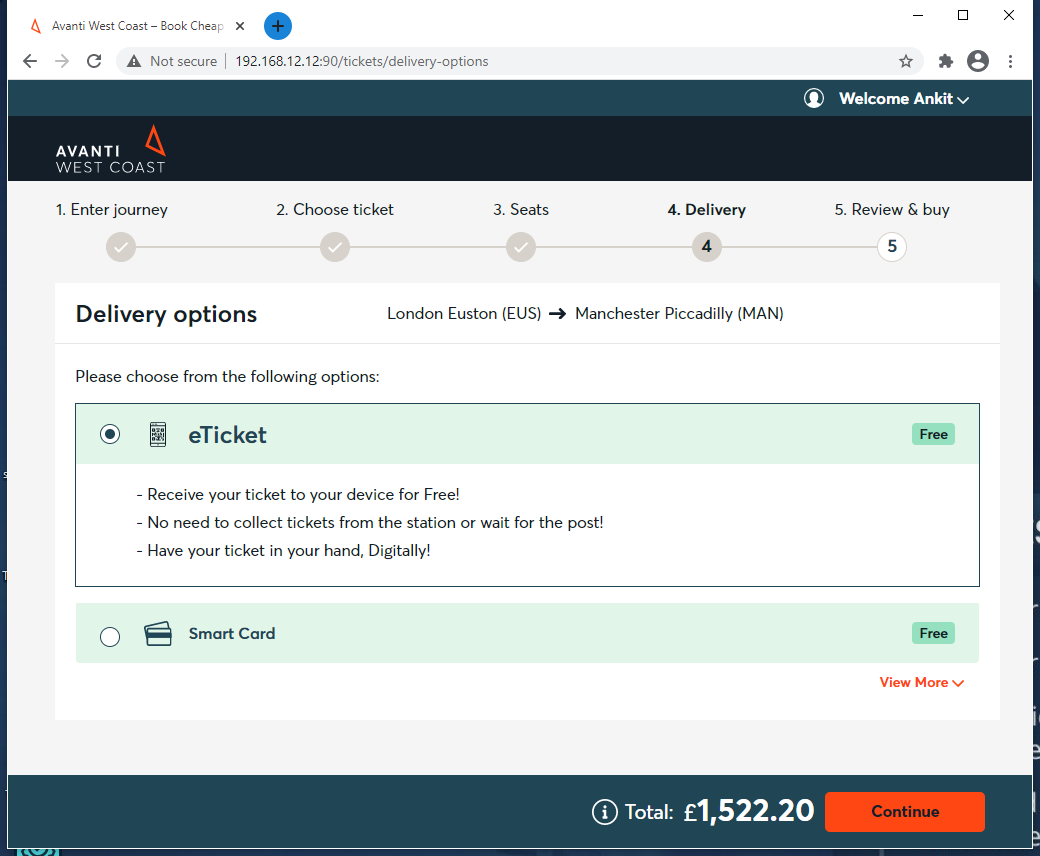 Avanti West Coast – Book Cheap
Not secure | 192.168.12.12:90/tickets/delivery-options
Welcome Ankit
AVANTI
WEST COAST
1. Enter journey 2. Choose ticket 3. Seats 4. Delivery 5. Review & buy
4 5
Delivery options London Euston (EUS) → Manchester Piccadilly (MAN)
Please choose from the following options:
eTicket Free
- Receive your ticket to your device for Free!
- No need to collect tickets from the station or wait for the post!
- Have your ticket in your hand, Digitally!
Smart Card Free
View More
Total: £1,522.20 Continue